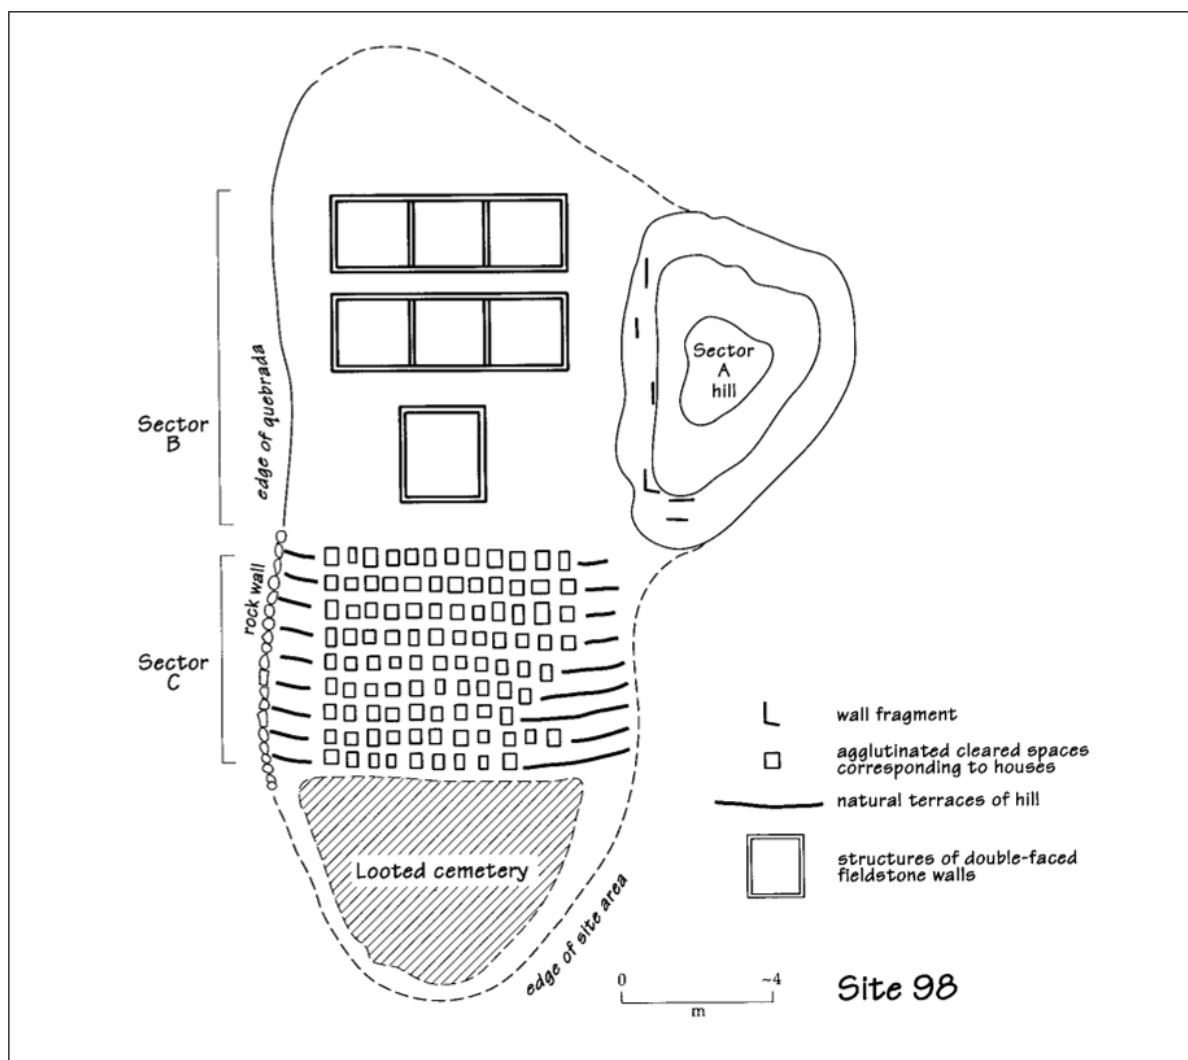 Sector
A
hill
edge of quebrada
Sector
B
rock wall
Sector
C
Looted cemetery
edge of site area
wall fragment
agglutinated cleared spaces
corresponding to houses
natural terraces of hill
structures of double-faced
fieldstone walls
0
~4
m
Site 98